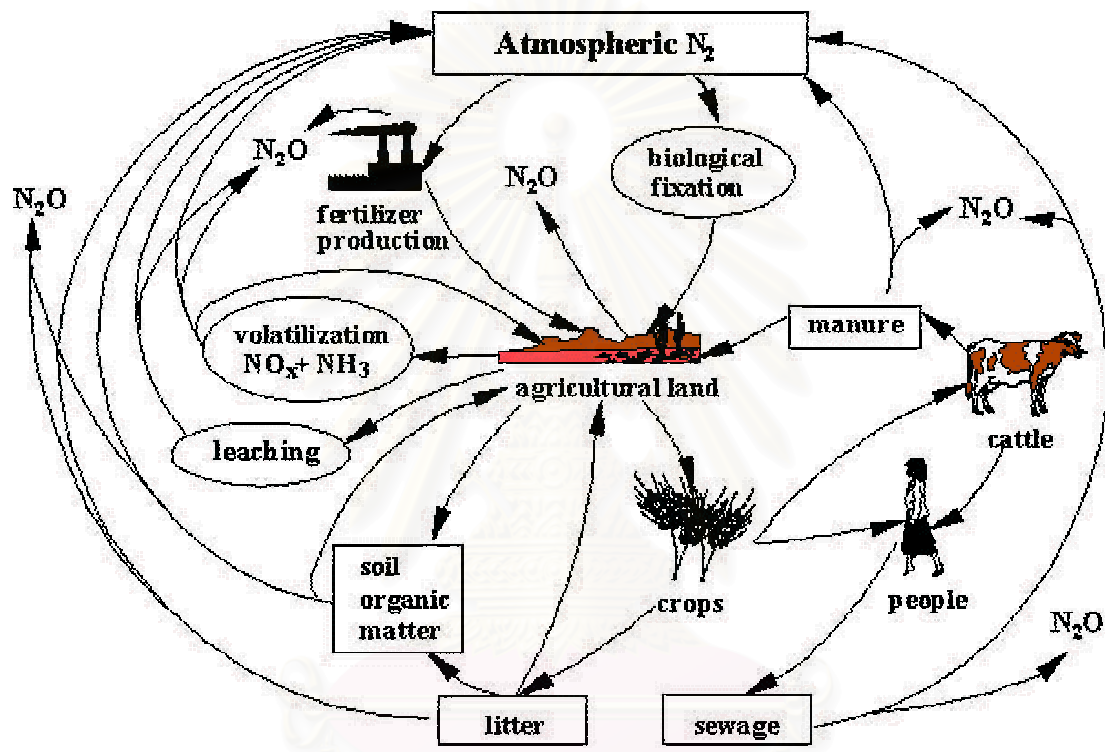 Atmospheric N₂
N₂O
fertilizer
production
N₂O
biological
fixation
N₂O
N₂O
volatilization
NOₓ+ NH₃
agricultural land
manure
leaching
cattle
soil
organic
matter
crops
people
N₂O
litter
sewage